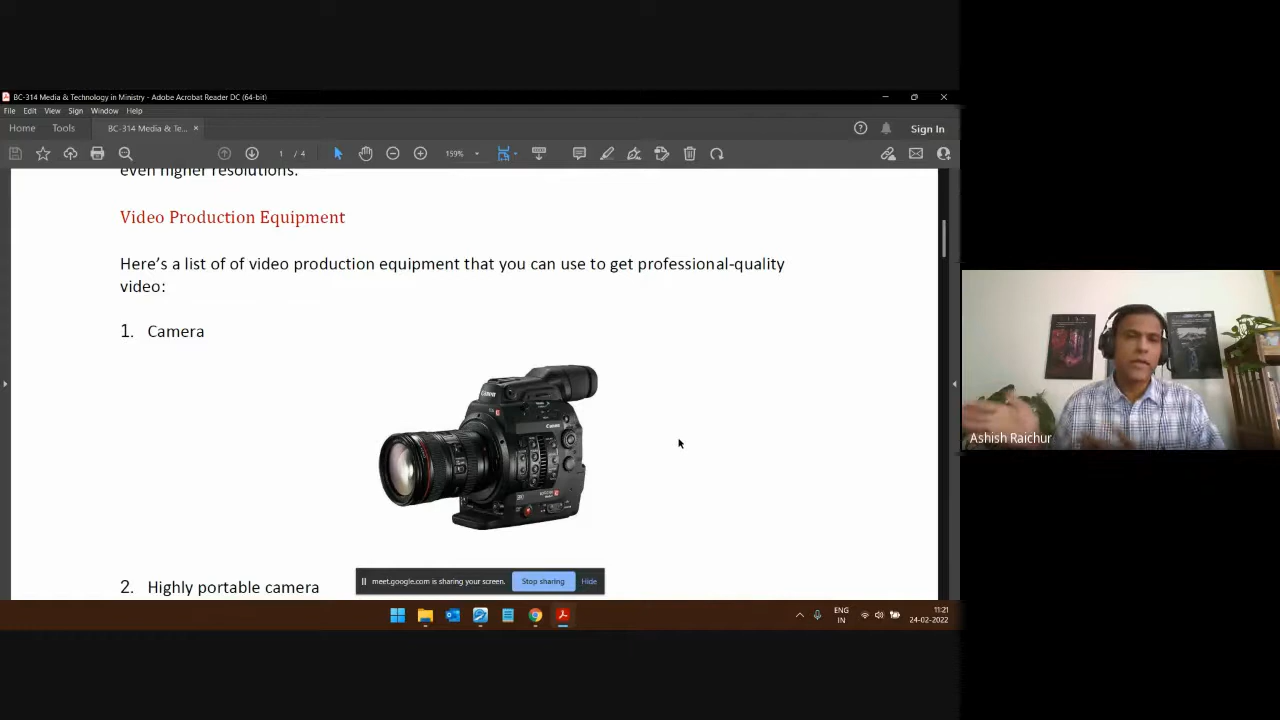 BC-314 Media & Technology in Ministry - Adobe Acrobat Reader DC (64-bit)
File Edit View Sign Window Help
Home Tools BC-314 Media & Te... × Sign In
1 / 4 159%
even higher resolutions.
Video Production Equipment
Here’s a list of of video production equipment that you can use to get professional-quality
video:
1. Camera
Canon
Canon
2. Highly portable camera
meet.google.com is sharing your screen. Stop sharing Hide
Ashish Raichur
ENG 11:21
IN 24-02-2022